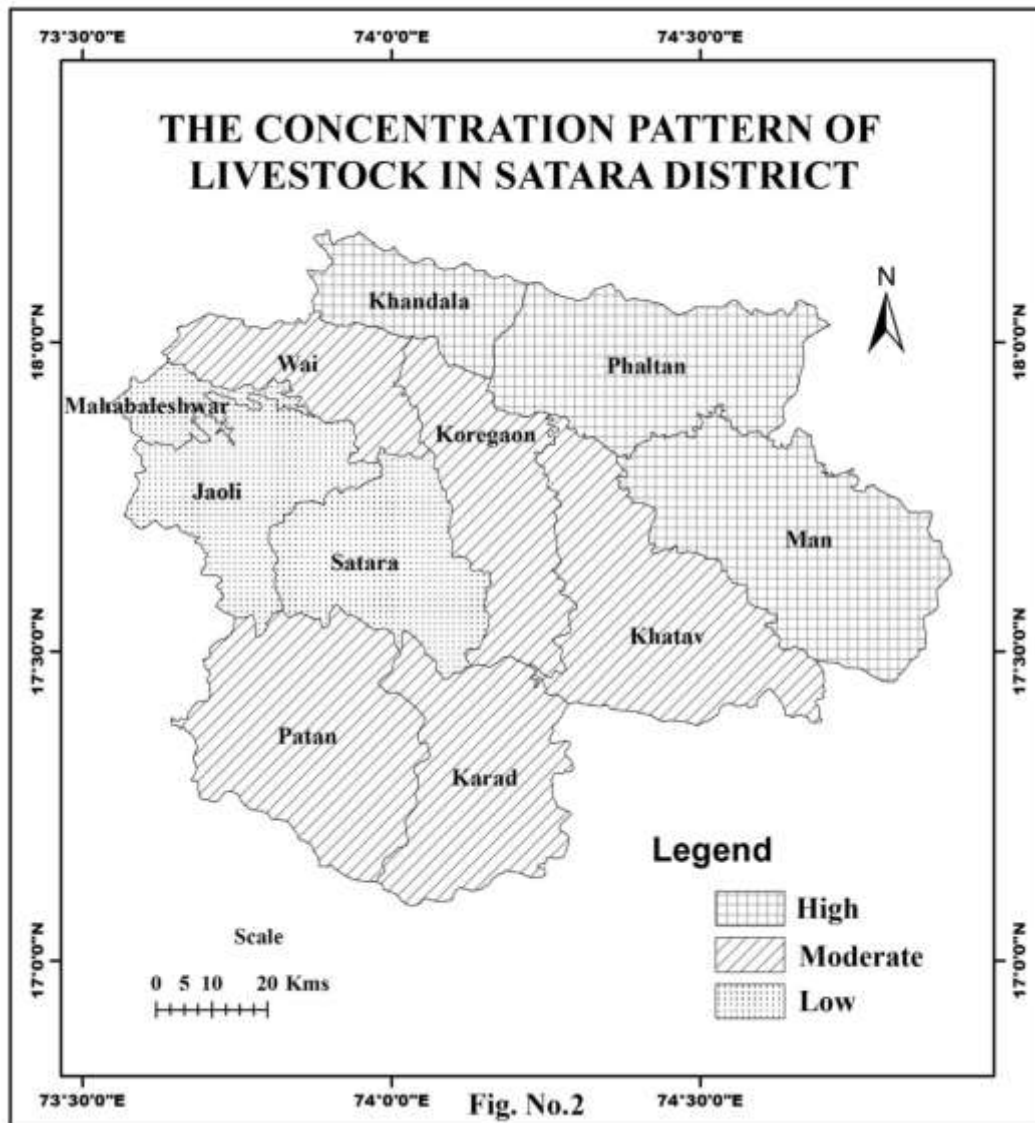 73°30'0"E 74°0'0"E 74°30'0"E
THE CONCENTRATION PATTERN OF
LIVESTOCK IN SATARA DISTRICT
N
Khandala
18°0'0"N
18°0'0"N
Wai
Phaltan
Mahabaleshwar
Koregaon
Jaoli
Man
Satara
Khatav
17°30'0"N
17°30'0"N
Patan
Karad
Legend
High
Moderate
Low
Scale
0 5 10 20 Kms
17°0'0"N
17°0'0"N
73°30'0"E 74°0'0"E 74°30'0"E
Fig. No.2